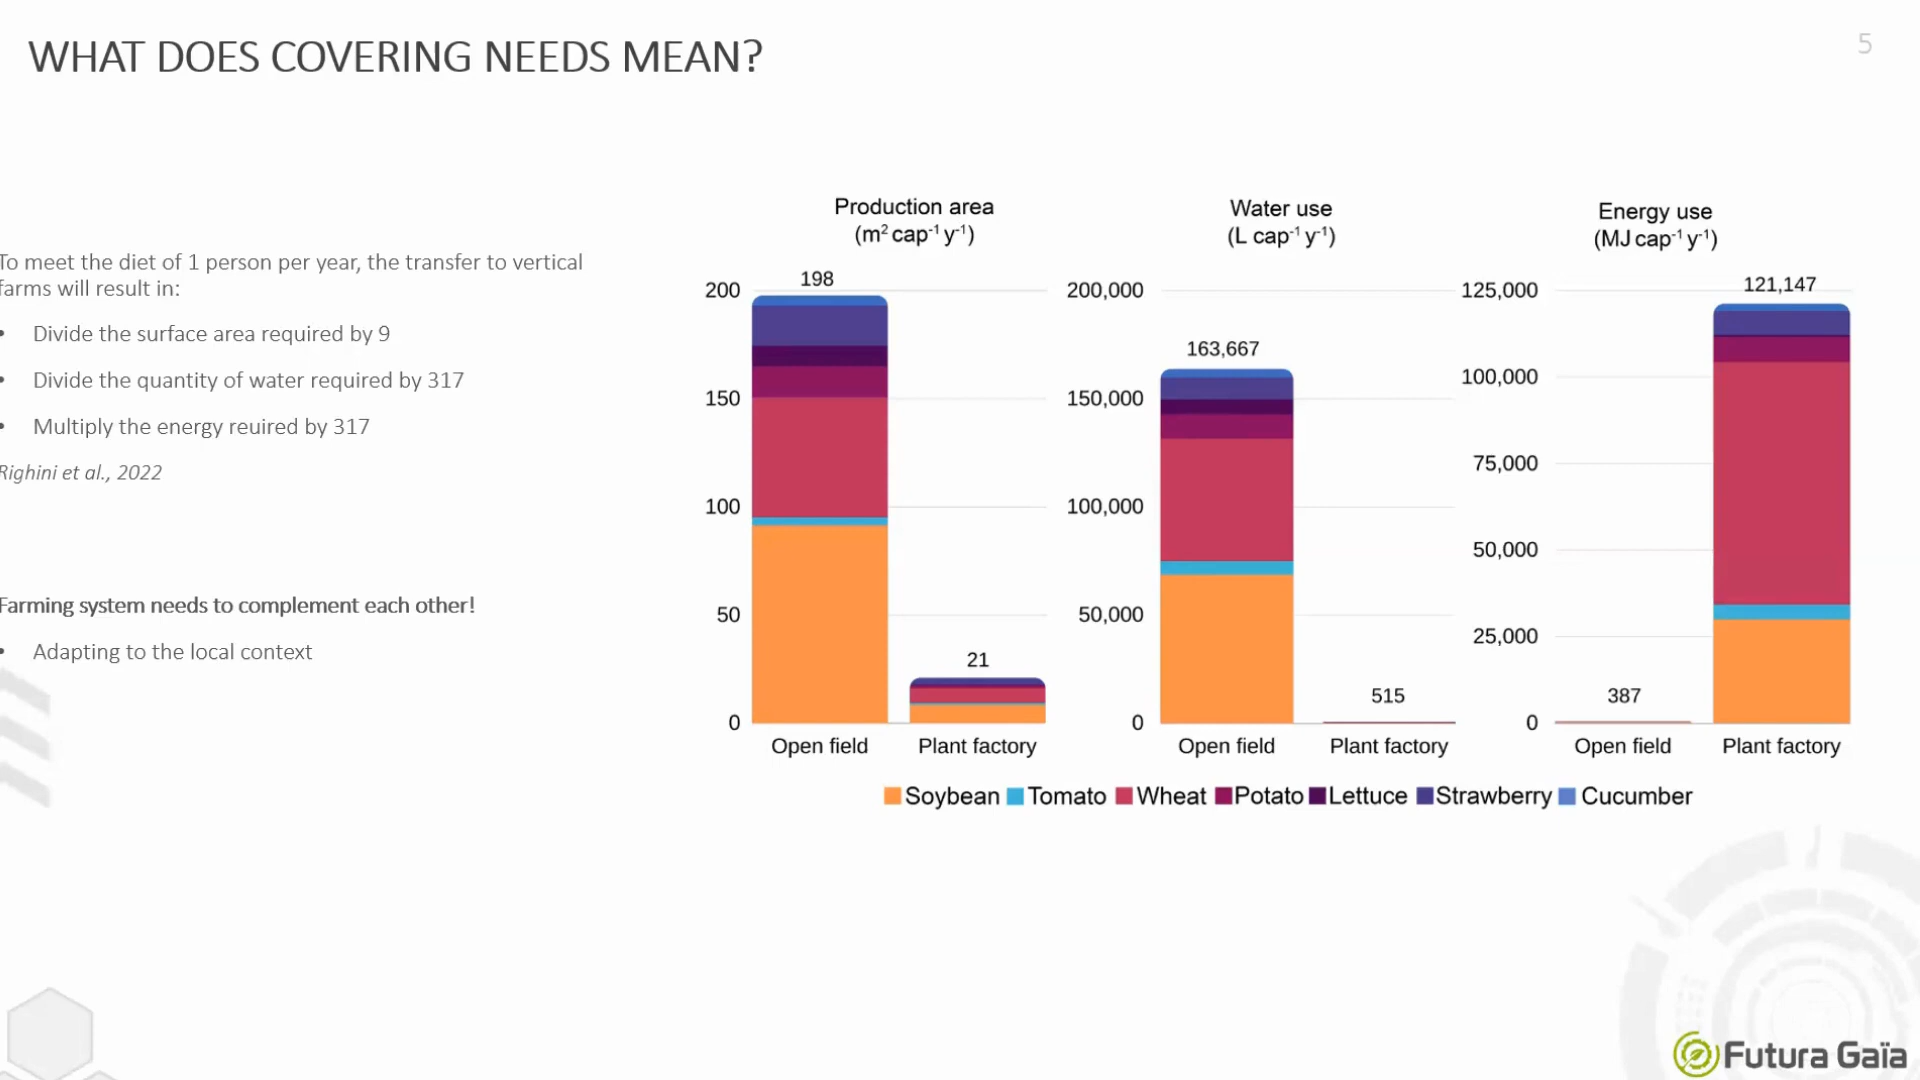 WHAT DOES COVERING NEEDS MEAN?
5
To meet the diet of 1 person per year, the transfer to vertical
farms will result in:
• Divide the surface area required by 9
• Divide the quantity of water required by 317
• Multiply the energy reuired by 317
Righini et al., 2022
Farming system needs to complement each other!
• Adapting to the local context
Production area
(m² cap⁻¹ y⁻¹)
200
150
100
50
0
198
21
Open field
Plant factory
Water use
(L cap⁻¹ y⁻¹)
200,000
150,000
100,000
50,000
0
163,667
515
Open field
Plant factory
Energy use
(MJ cap⁻¹ y⁻¹)
125,000
100,000
75,000
50,000
25,000
0
387
121,147
Open field
Plant factory
Soybean Tomato Wheat Potato Lettuce Strawberry Cucumber
Futura Gaïa